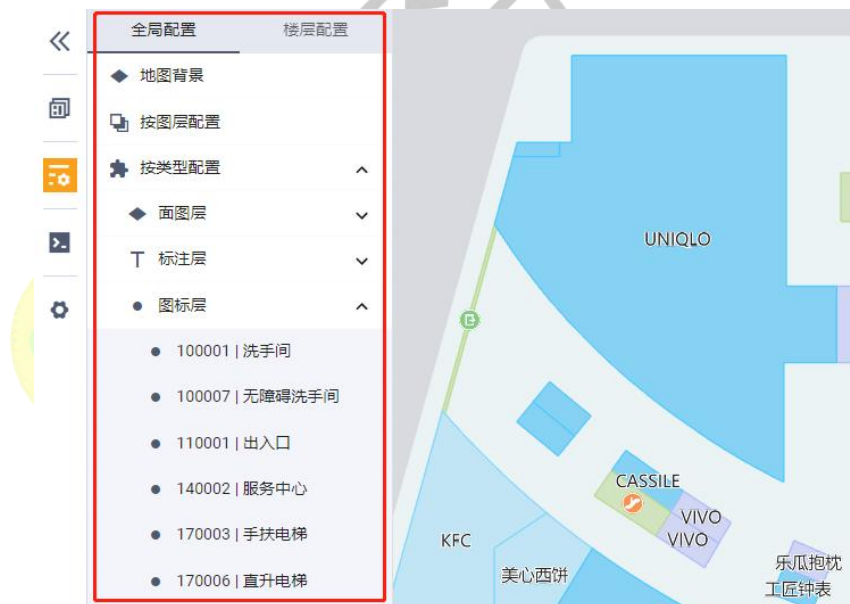 全局配置 楼层配置
地图背景
按图层配置
按类型配置
面图层
T 标注层
图标层
100001 | 洗手间
100007 | 无障碍洗手间
110001 | 出入口
140002 | 服务中心
170003 | 手扶电梯
170006 | 直升电梯
UNIQLO
CASSILE
VIVO
VIVO
KFC
美心西饼
乐瓜抱枕
工匠钟表